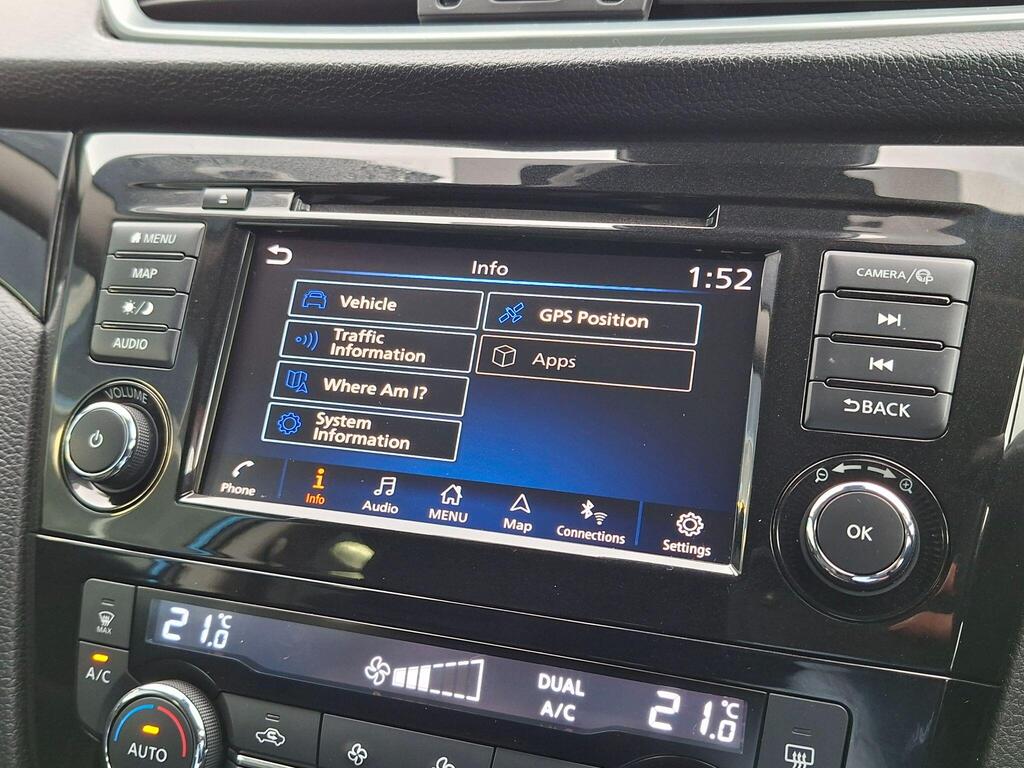 MENU
MAP
AUDIO
VOLUME
Info
1:52
Vehicle
Traffic
Information
Where Am I?
System
Information
GPS Position
Apps
Phone
Info
Audio
MENU
Map
Connections
Settings
CAMERA/
BACK
OK
MAX
A/C
21.0°C
DUAL
A/C
21.0°C
AUTO